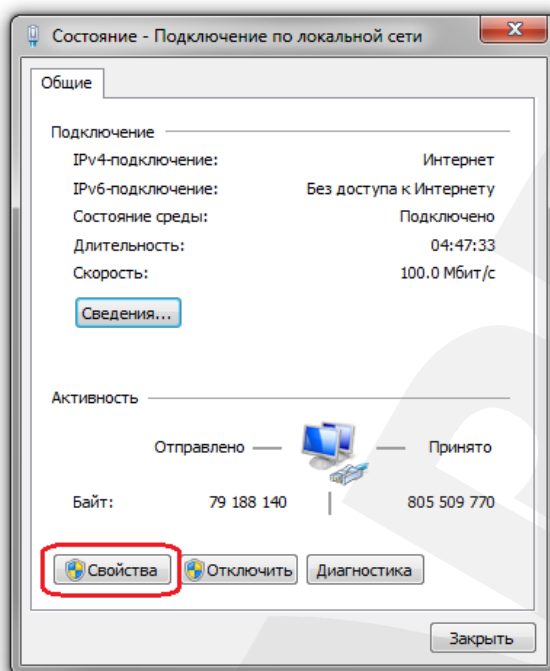 Состояние - Подключение по локальной сети
Общие
Подключение
IPv4-подключение: Интернет
IPv6-подключение: Без доступа к Интернету
Состояние среды: Подключено
Длительность: 04:47:33
Скорость: 100.0 Мбит/с
Сведения...
Активность
Отправлено — Принято
Байт: 79 188 140 | 805 509 770
Свойства Отключить Диагностика
Закрыть